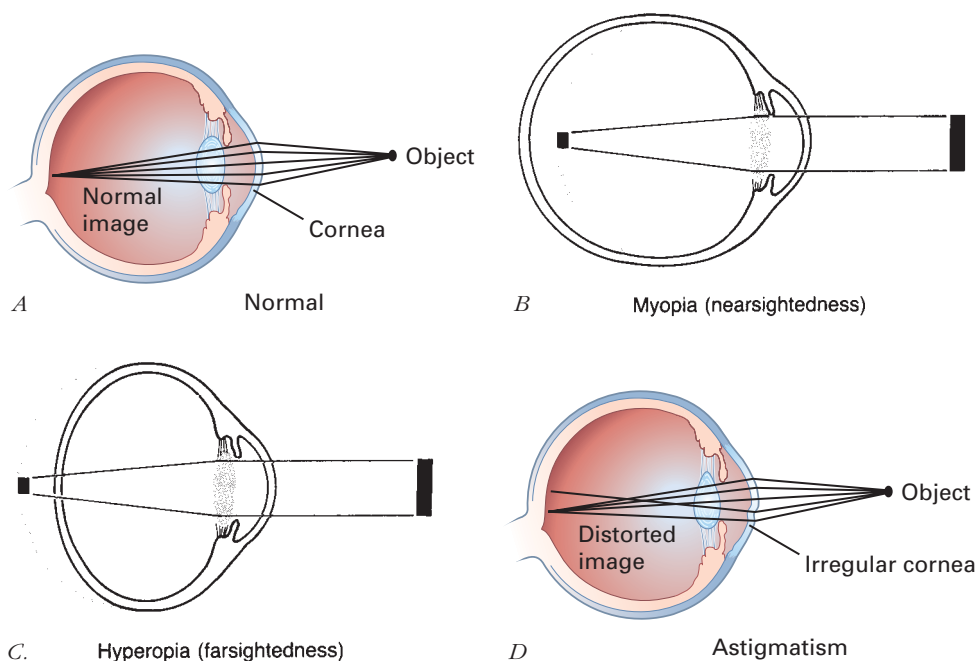 Object
Normal
image
Cornea
A
Normal
B
Myopia (nearsightedness)
C.
Hyperopia (farsightedness)
Object
Distorted
image
Irregular cornea
D
Astigmatism